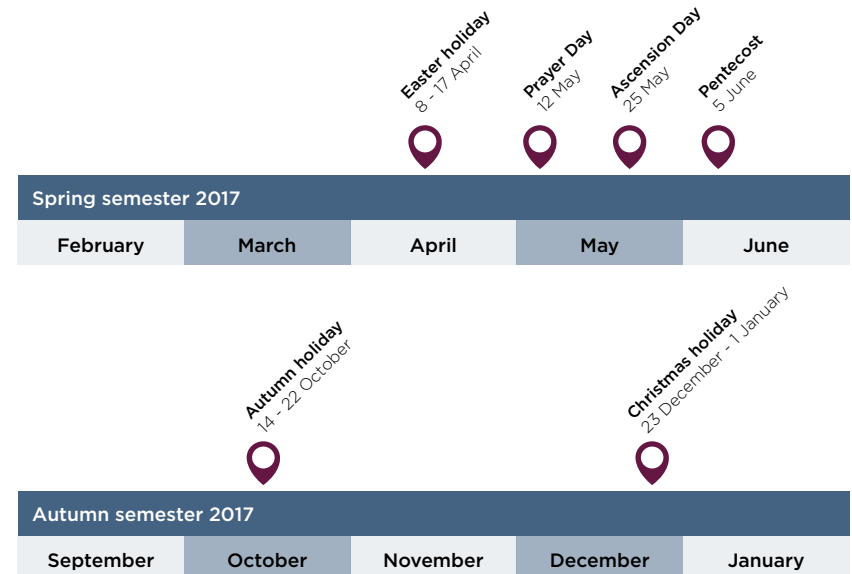 Easter holiday
8 - 17 April
Prayer Day
12 May
Ascension Day
25 May
Pentecost
5 June
Spring semester 2017
February March April May June
Autumn holiday
14 - 22 October
Christmas holiday
23 December - 1 January
Autumn semester 2017
September October November December January